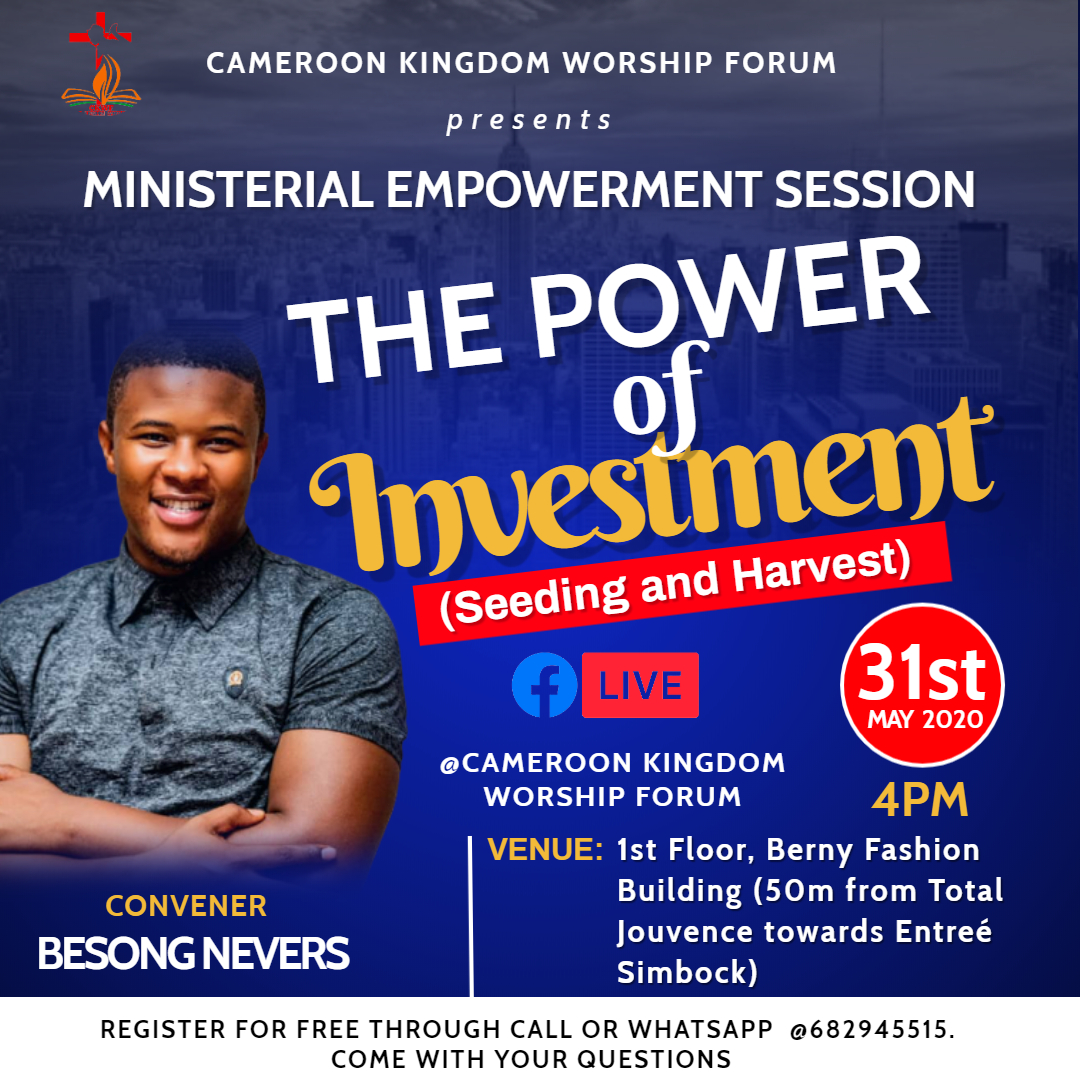 CAMEROON KINGDOM WORSHIP FORUM
presents
MINISTERIAL EMPOWERMENT SESSION
THE POWER
of
Investment
(Seeding and Harvest)
LIVE
31st
MAY 2020
@CAMEROON KINGDOM
WORSHIP FORUM
4PM
VENUE: 1st Floor, Berny Fashion
Building (50m from Total
Jouvence towards Entreé
Simbock)
CONVENER
BESONG NEVERS
REGISTER FOR FREE THROUGH CALL OR WHATSAPP @682945515.
COME WITH YOUR QUESTIONS